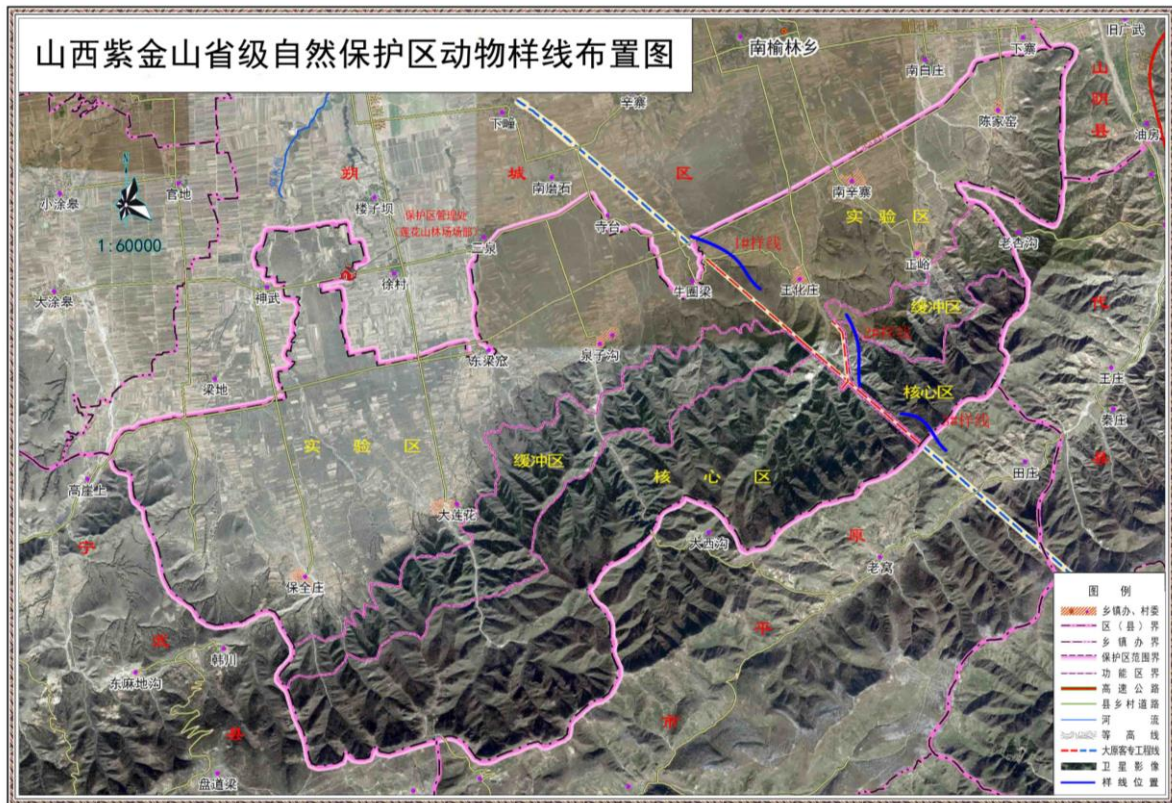 山西紫金山省级自然保护区动物样线布置图
南榆林乡
旧广武
下寨
南白庄
山阴县
陈家窑
油房
辛寨
下疃
朔城区
南磨石
南辛寨
实验区
官地
小涂皋
楼子坝
1:60000
保护区管理处
莲花山林场场部
二泉
寺台
1#样线
老杏沟
正峪
大涂皋
神武
徐村
牛圈梁
王化庄
缓冲区
代县
东梁窊
泉子沟
2#样线
梁地
核心区
王庄
秦庄
实验区
缓冲区
核心区
田庄
高崖上
大莲花
大西沟
原平市
老窝
宁武县
保全庄
韩川
东麻地沟
盘道梁
图例
乡镇办、村委
区（县）界
乡镇办界
保护区范围界
功能区界
高速公路
县乡村道路
河流
等高线
大原客专工程线
卫星影像
样线位置